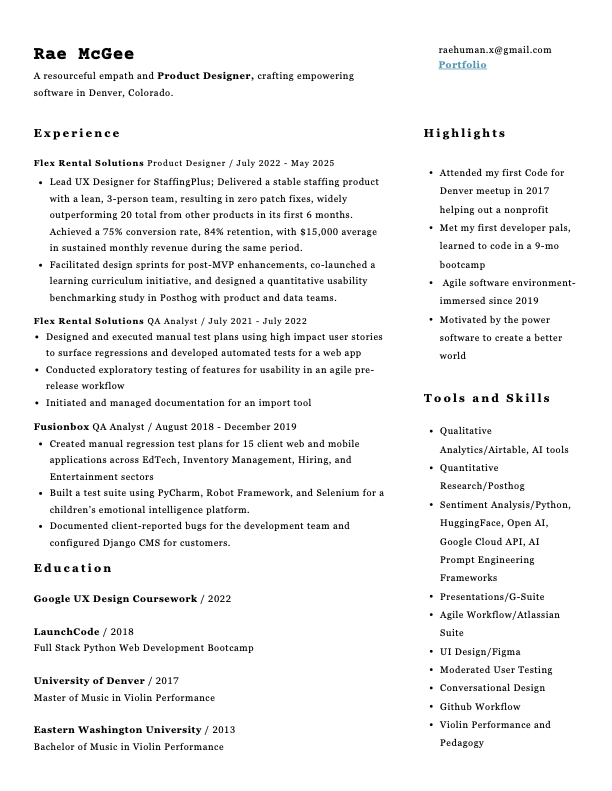 Rae McGee
A resourceful empath and Product Designer, crafting empowering
software in Denver, Colorado.
raehuman.x@gmail.com
Portfolio
Experience
Flex Rental Solutions Product Designer / July 2022 - May 2025
• Lead UX Designer for StaffingPlus; Delivered a stable staffing product
with a lean, 3-person team, resulting in zero patch fixes, widely
outperforming 20 total from other products in its first 6 months.
Achieved a 75% conversion rate, 84% retention, with $15,000 average
in sustained monthly revenue during the same period.
• Facilitated design sprints for post-MVP enhancements, co-launched a
learning curriculum initiative, and designed a quantitative usability
benchmarking study in Posthog with product and data teams.
Flex Rental Solutions QA Analyst / July 2021 - July 2022
• Designed and executed manual test plans using high impact user stories
to surface regressions and developed automated tests for a web app
• Conducted exploratory testing of features for usability in an agile pre-
release workflow
• Initiated and managed documentation for an import tool
Fusionbox QA Analyst / August 2018 - December 2019
• Created manual regression test plans for 15 client web and mobile
applications across EdTech, Inventory Management, Hiring, and
Entertainment sectors
• Built a test suite using PyCharm, Robot Framework, and Selenium for a
children's emotional intelligence platform.
• Documented client-reported bugs for the development team and
configured Django CMS for customers.
Education
Google UX Design Coursework / 2022
LaunchCode / 2018
Full Stack Python Web Development Bootcamp
University of Denver / 2017
Master of Music in Violin Performance
Eastern Washington University / 2013
Bachelor of Music in Violin Performance
Highlights
• Attended my first Code for
Denver meetup in 2017
helping out a nonprofit
• Met my first developer pals,
learned to code in a 9-mo
bootcamp
• Agile software environment-
immersed since 2019
• Motivated by the power
software to create a better
world
Tools and Skills
• Qualitative
Analytics/Airtable, AI tools
• Quantitative
Research/Posthog
• Sentiment Analysis/Python,
HuggingFace, Open AI,
Google Cloud API, AI
Prompt Engineering
Frameworks
• Presentations/G-Suite
• Agile Workflow/Atlassian
Suite
• UI Design/Figma
• Moderated User Testing
• Conversational Design
• Github Workflow
• Violin Performance and
Pedagogy